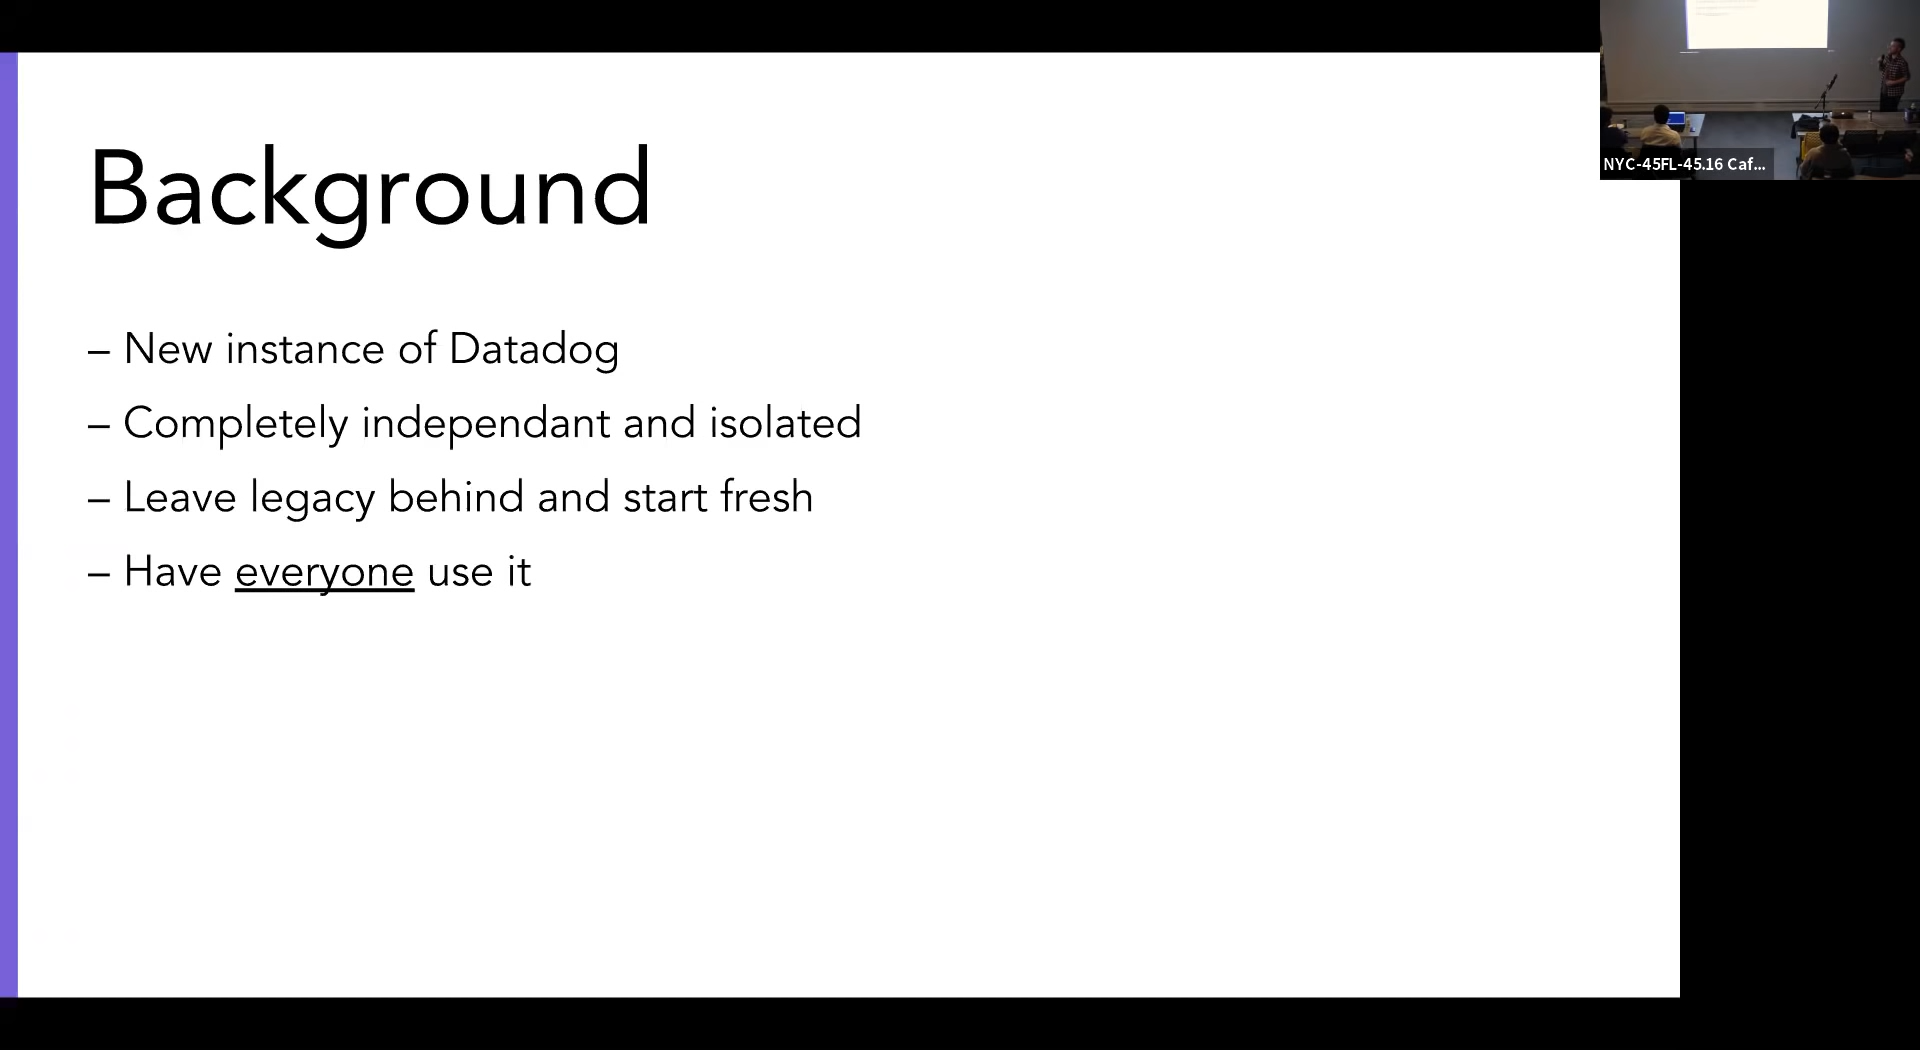 Background
– New instance of Datadog
– Completely independant and isolated
– Leave legacy behind and start fresh
– Have everyone use it
NYC-45FL-45.16 Caf...